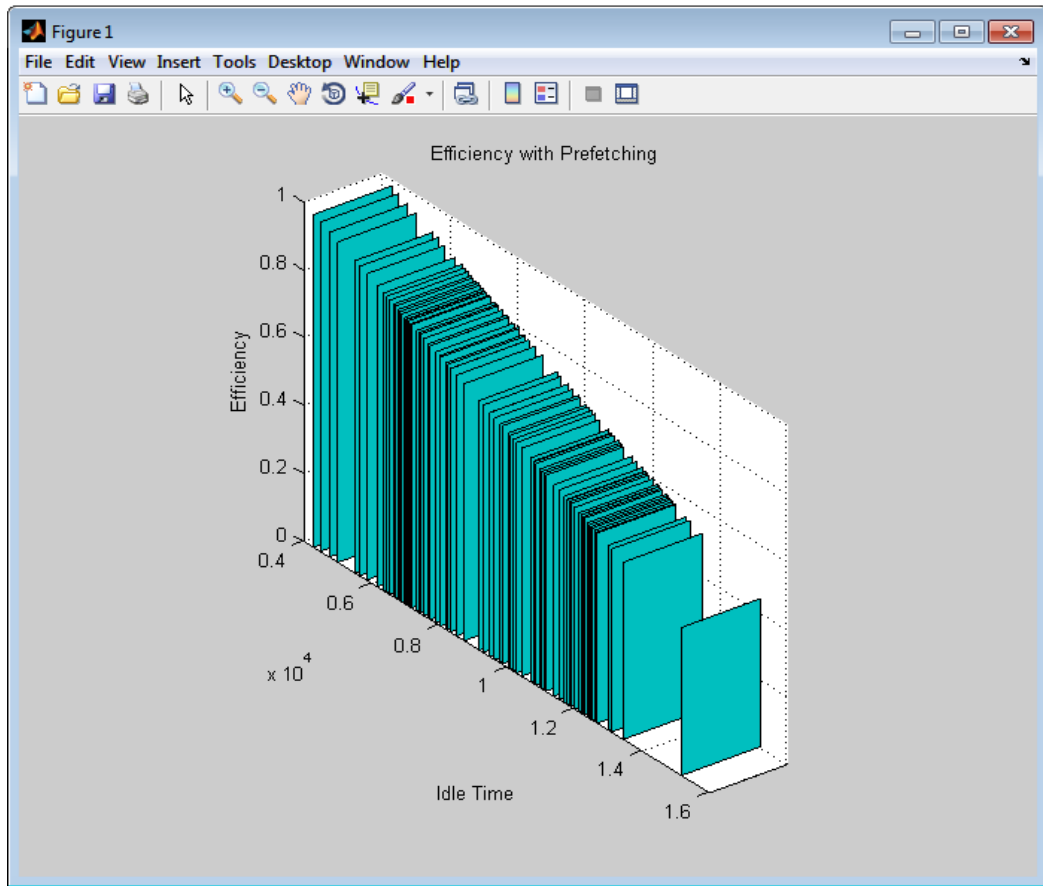 Figure 1
File Edit View Insert Tools Desktop Window Help
Efficiency with Prefetching
1
0.8
0.6
0.4
0.2
0
Efficiency
0.4
0.6
0.8
1
1.2
1.4
1.6
x 10^4
Idle Time